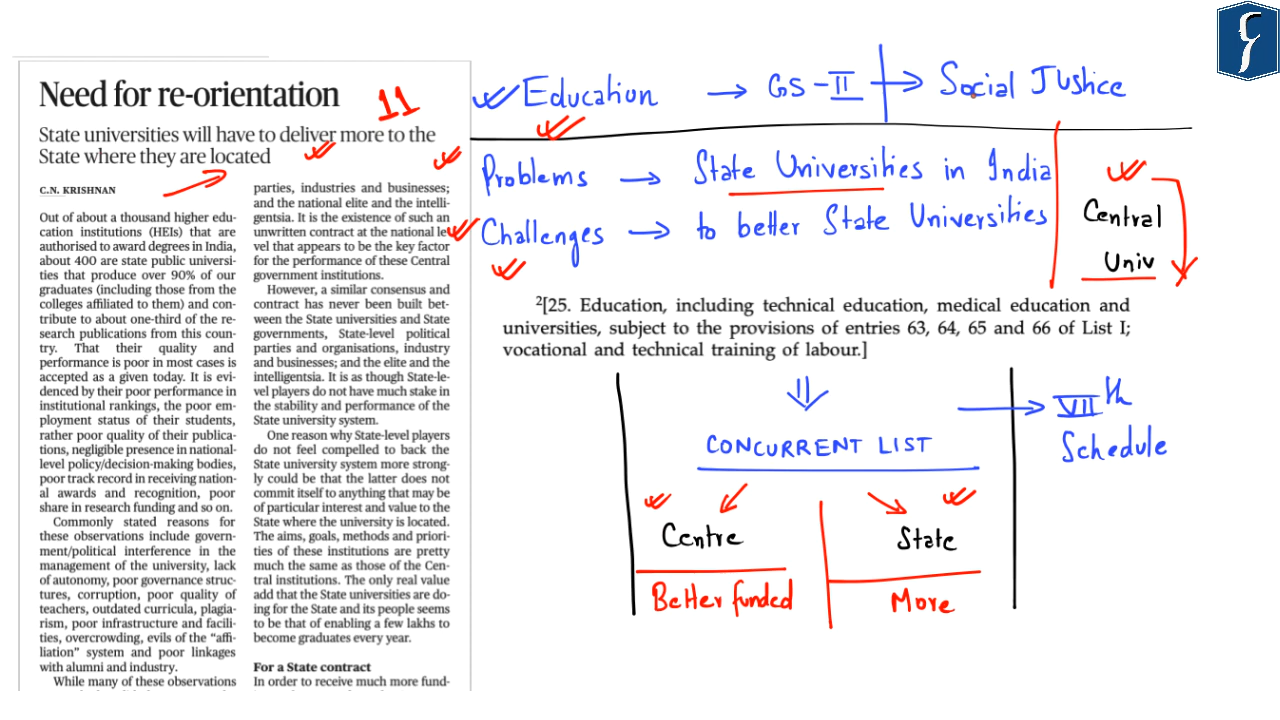 Need for re-orientation
11
State universities will have to deliver more to the
State where they are located
C.N. KRISHNAN
Out of about a thousand higher edu-
cation institutions (HEIs) that are
authorised to award degrees in India,
about 400 are state public universi-
ties that produce over 90% of our
graduates (including those from the
colleges affiliated to them) and con-
tribute to about one-third of the re-
search publications from this coun-
try. That their quality and
performance is poor in most cases is
accepted as a given today. It is evi-
denced by their poor performance in
institutional rankings, the poor em-
ployment status of their students,
rather poor quality of their publica-
tions, negligible presence in national-
level policy/decision-making bodies,
poor track record in receiving nation-
al awards and recognition, poor
share in research funding and so on.
Commonly stated reasons for
these observations include govern-
ment/political interference in the
management of the university, lack
of autonomy, poor governance struc-
tures, corruption, poor quality of
teachers, outdated curricula, plagia-
rism, poor infrastructure and facili-
ties, overcrowding, evils of the "affi-
liation" system and poor linkages
with alumni and industry.
While many of these observations
parties, industries and businesses;
and the national elite and the intelli-
gentsia. It is the existence of such an
unwritten contract at the national le-
vel that appears to be the key factor
for the performance of these Central
government institutions.
However, a similar consensus and
contract has never been built bet-
ween the State universities and State
governments, State-level political
parties and organisations, industry
and businesses; and the elite and the
intelligentsia. It is as though State-le-
vel players do not have much stake in
the stability and performance of the
State university system.
One reason why State-level players
do not feel compelled to back the
State university system more strong-
ly could be that the latter does not
commit itself to anything that may be
of particular interest and value to the
State where the university is located.
The aims, goals, methods and priori-
ties of these institutions are pretty
much the same as those of the Cen-
tral institutions. The only real value
add that the State universities are do-
ing for the State and its people seems
to be that of enabling a few lakhs to
become graduates every year.
For a State contract
In order to receive much more fund-
Education → GS-II → Social Justice
Problems → State Universities in India
Challenges → to better State Universities
Central
Univ
2[25. Education, including technical education, medical education and
universities, subject to the provisions of entries 63, 64, 65 and 66 of List I;
vocational and technical training of labour.]
CONCURRENT LIST
VIIth
Schedule
Centre
State
Better funded
More